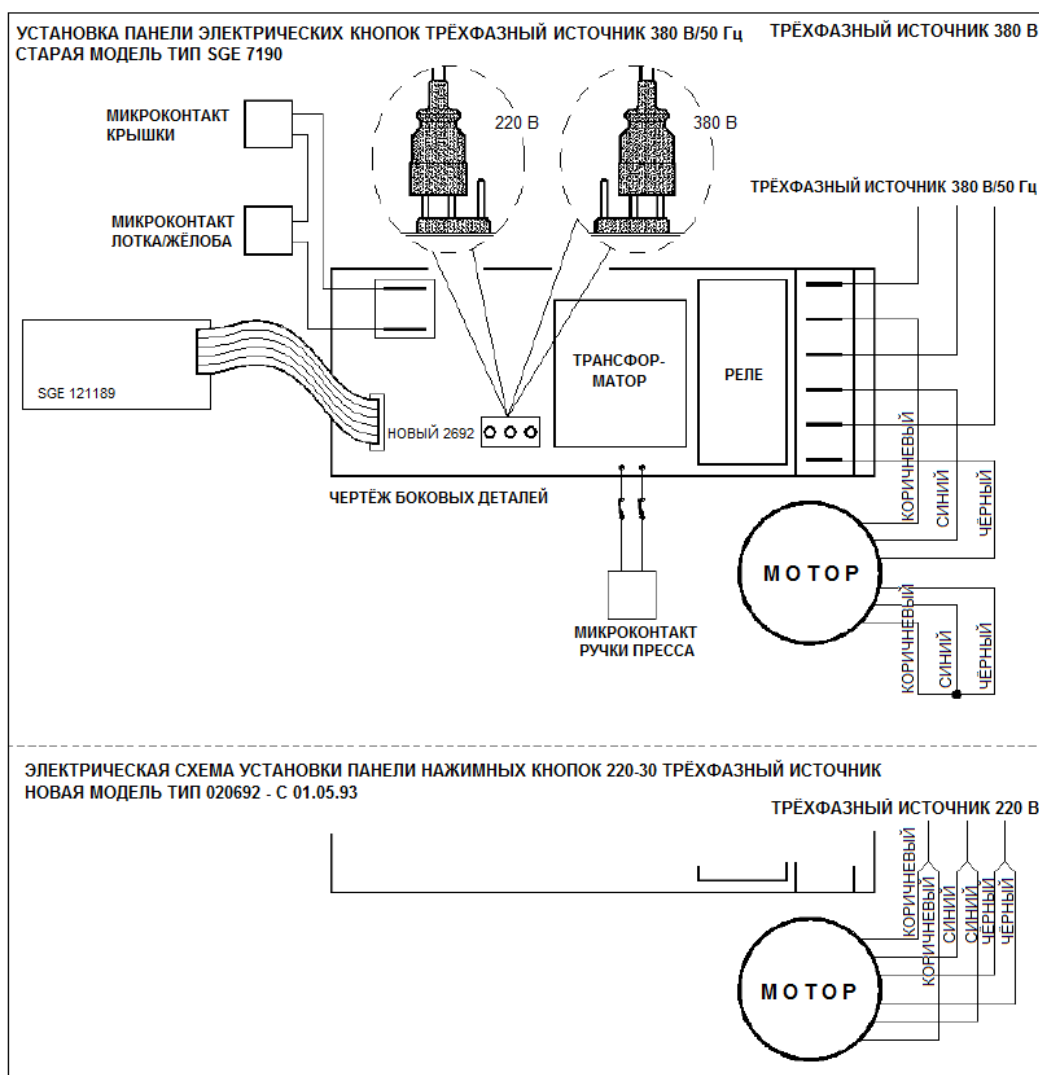 УСТАНОВКА ПАНЕЛИ ЭЛЕКТРИЧЕСКИХ КНОПОК ТРЁХФАЗНЫЙ ИСТОЧНИК 380 В/50 Гц
СТАРАЯ МОДЕЛЬ ТИП SGE 7190
ТРЁХФАЗНЫЙ ИСТОЧНИК 380 В
МИКРОКОНТАКТ
КРЫШКИ
220 В
380 В
ТРЁХФАЗНЫЙ ИСТОЧНИК 380 В/50 Гц
МИКРОКОНТАКТ
ЛОТКА/ЖЁЛОБА
ТРАНСФОР-
МАТОР
РЕЛЕ
SGE 121189
НОВЫЙ 2692
ЧЕРТЁЖ БОКОВЫХ ДЕТАЛЕЙ
КОРИЧНЕВЫЙ
СИНИЙ
ЧЁРНЫЙ
МОТОР
МИКРОКОНТАКТ
РУЧКИ ПРЕССА
КОРИЧНЕВЫЙ
СИНИЙ
ЧЁРНЫЙ
ЭЛЕКТРИЧЕСКАЯ СХЕМА УСТАНОВКИ ПАНЕЛИ НАЖИМНЫХ КНОПОК 220-30 ТРЁХФАЗНЫЙ ИСТОЧНИК
НОВАЯ МОДЕЛЬ ТИП 020692 - С 01.05.93
ТРЁХФАЗНЫЙ ИСТОЧНИК 220 В
КОРИЧНЕВЫЙ
КОРИЧНЕВЫЙ
СИНИЙ
СИНИЙ
ЧЁРНЫЙ
ЧЁРНЫЙ
МОТОР